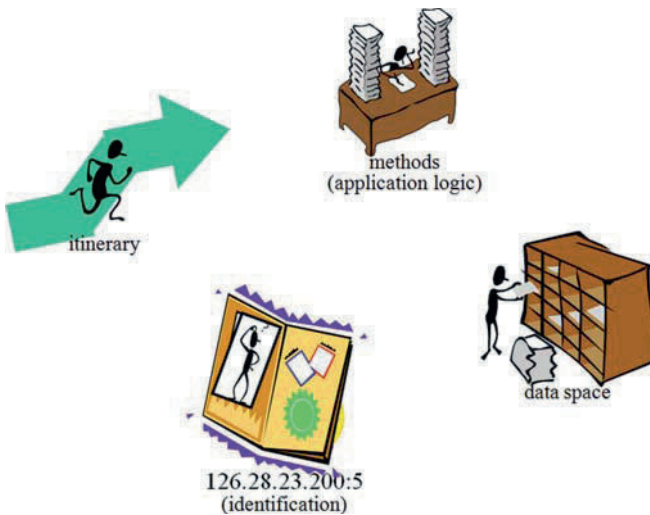 methods
(application logic)
itinerary
data space
126.28.23.200:5
(identification)